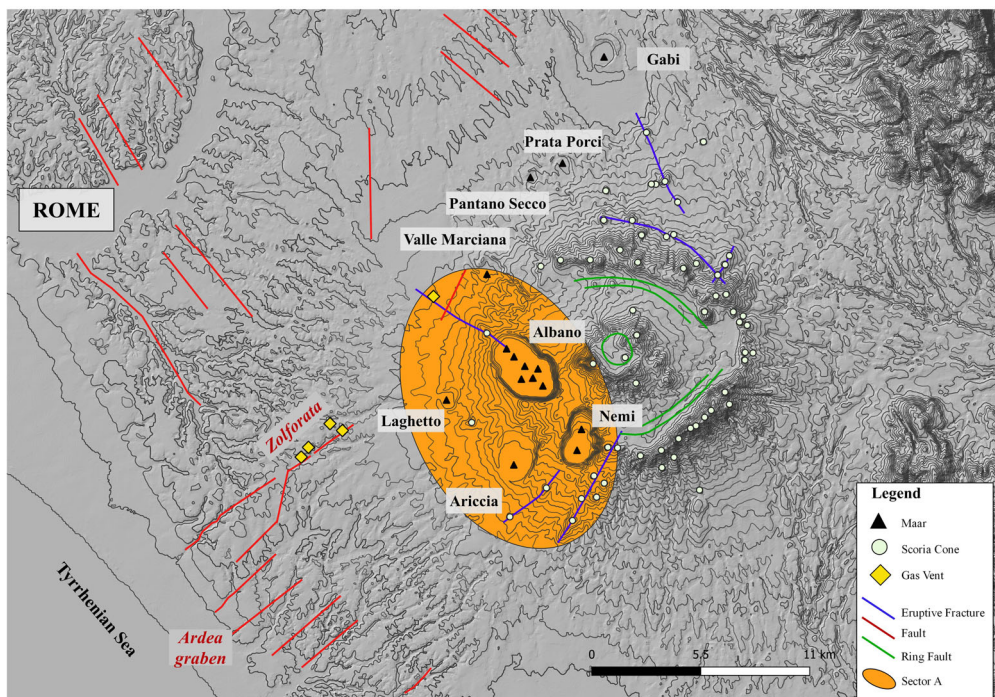 Gabi
Prata Porci
Pantano Secco
ROME
Valle Marciana
Albano
Laghetto
Nemi
Zolforata
Ariccia
Tyrrhenian Sea
Ardea
graben
Legend
Maar
Scoria Cone
Gas Vent
Eruptive Fracture
Fault
Ring Fault
Sector A
0 5.5 11 km